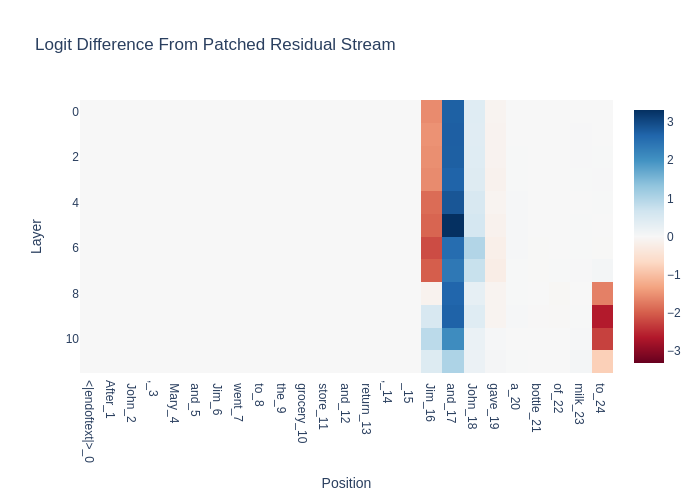 Logit Difference From Patched Residual Stream
0
2
4
6
8
10
Layer
3
2
1
0
−1
−2
−3
<|endoftext|>_0
After_1
John_2
,_3
Mary_4
and_5
Jim_6
went_7
to_8
the_9
grocery_10
store_11
and_12
return_13
,_14
_15
Jim_16
and_17
John_18
gave_19
a_20
bottle_21
of_22
milk_23
to_24
Position